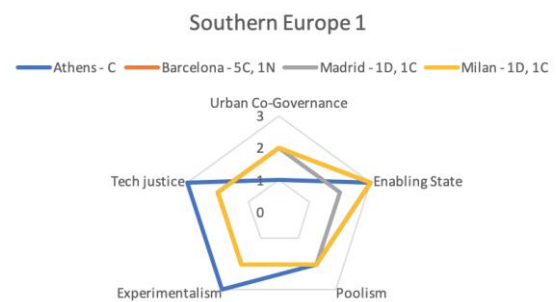 Southern Europe 1
Athens - C Barcelona - 5C, 1N Madrid - 1D, 1C Milan - 1D, 1C
Urban Co-Governance
3
2
Tech justice 1 Enabling State
0
Experimentalism Poolism